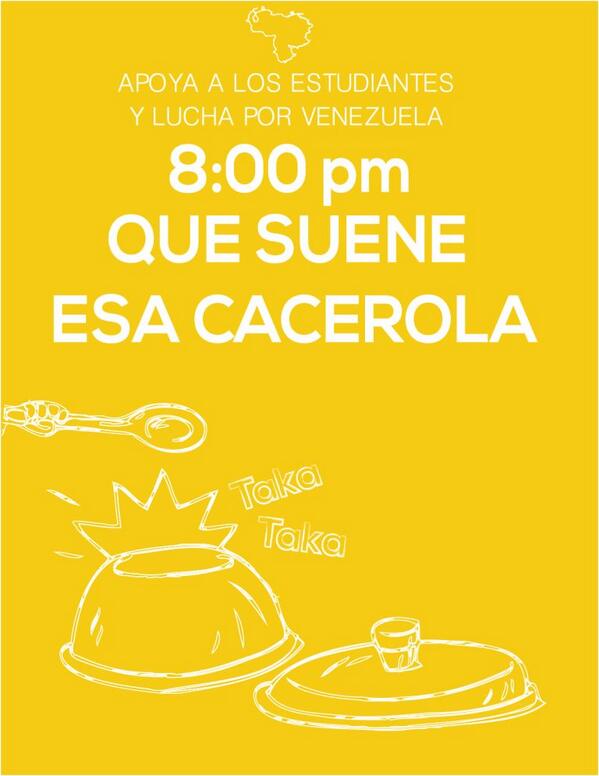 APOYA A LOS ESTUDIANTES
Y LUCHA POR VENEZUELA
8:00 pm
QUE SUENE
ESA CACEROLA
Taka
Taka